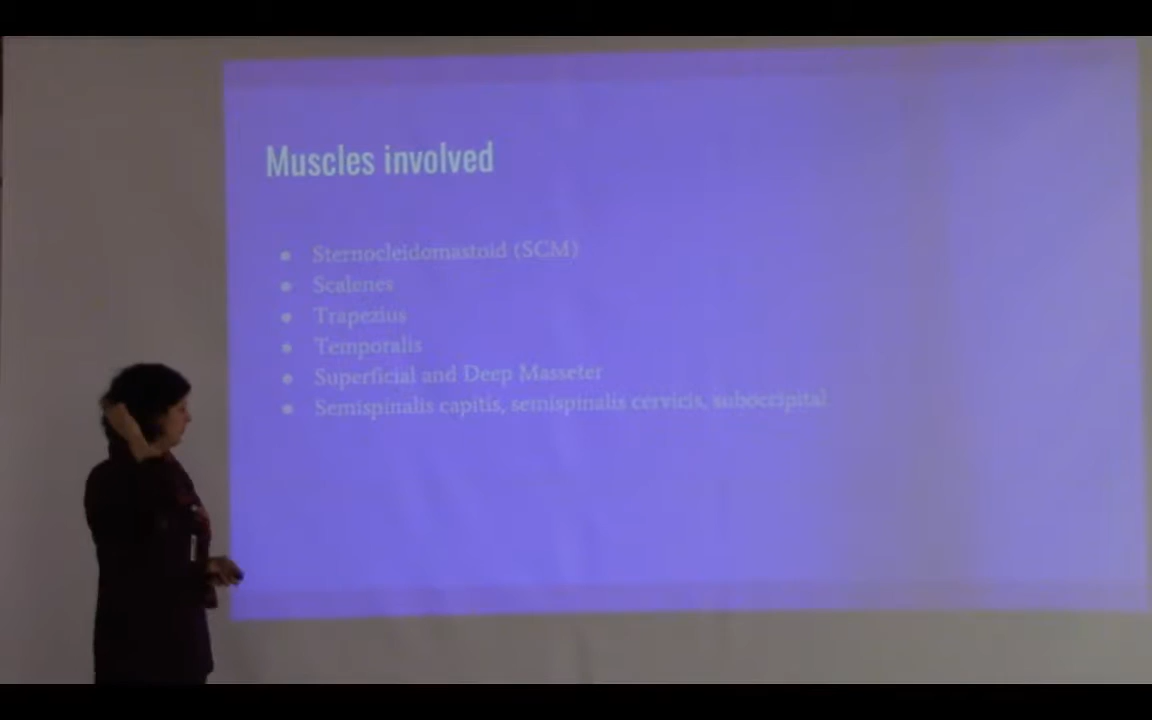 Muscles involved
● Sternocleidomastoid (SCM)
● Scalenes
● Trapezius
● Temporalis
● Superficial and Deep Masseter
● Semispinalis capitis, semispinalis cervicis, suboccipital